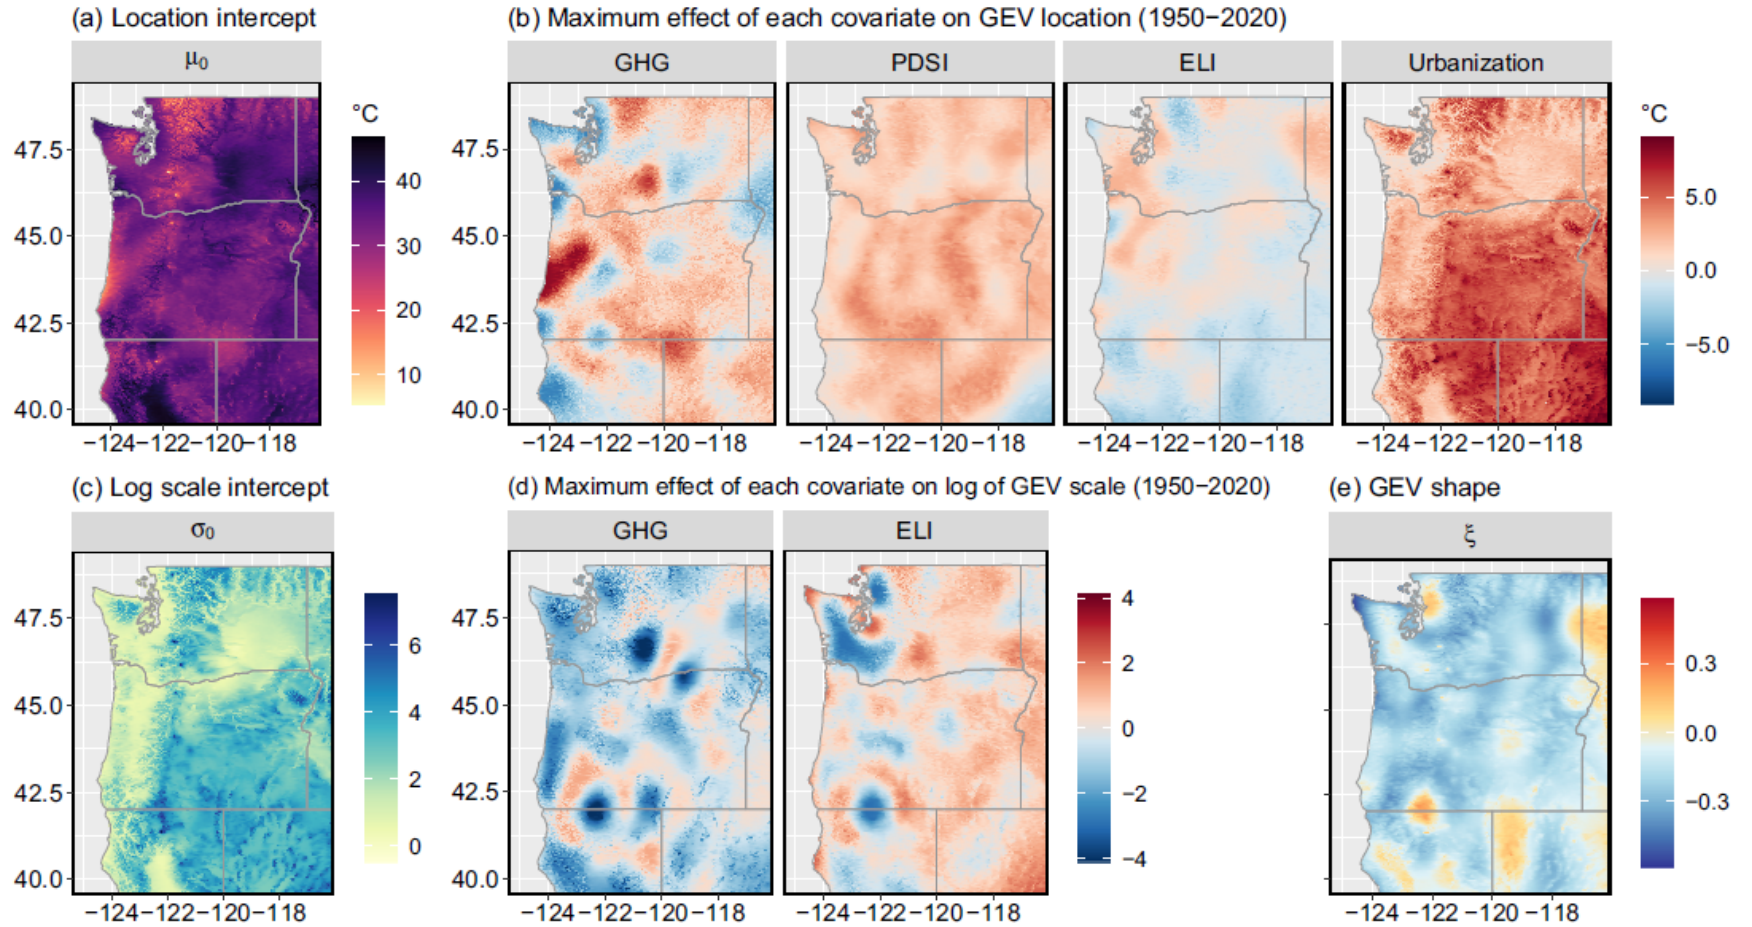 (a) Location intercept
(b) Maximum effect of each covariate on GEV location (1950−2020)
μ0
GHG
PDSI
ELI
Urbanization
°C
°C
47.5
45.0
42.5
40.0
40
30
20
10
47.5
45.0
42.5
40.0
5.0
0.0
−5.0
−124 −122 −120 −118
−124 −122 −120 −118
−124 −122 −120 −118
−124 −122 −120 −118
−124 −122 −120 −118
(c) Log scale intercept
(d) Maximum effect of each covariate on log of GEV scale (1950−2020)
(e) GEV shape
σ0
GHG
ELI
ξ
47.5
45.0
42.5
40.0
6
4
2
0
47.5
45.0
42.5
40.0
4
2
0
−2
−4
0.3
0.0
−0.3
−124 −122 −120 −118
−124 −122 −120 −118
−124 −122 −120 −118
−124 −122 −120 −118